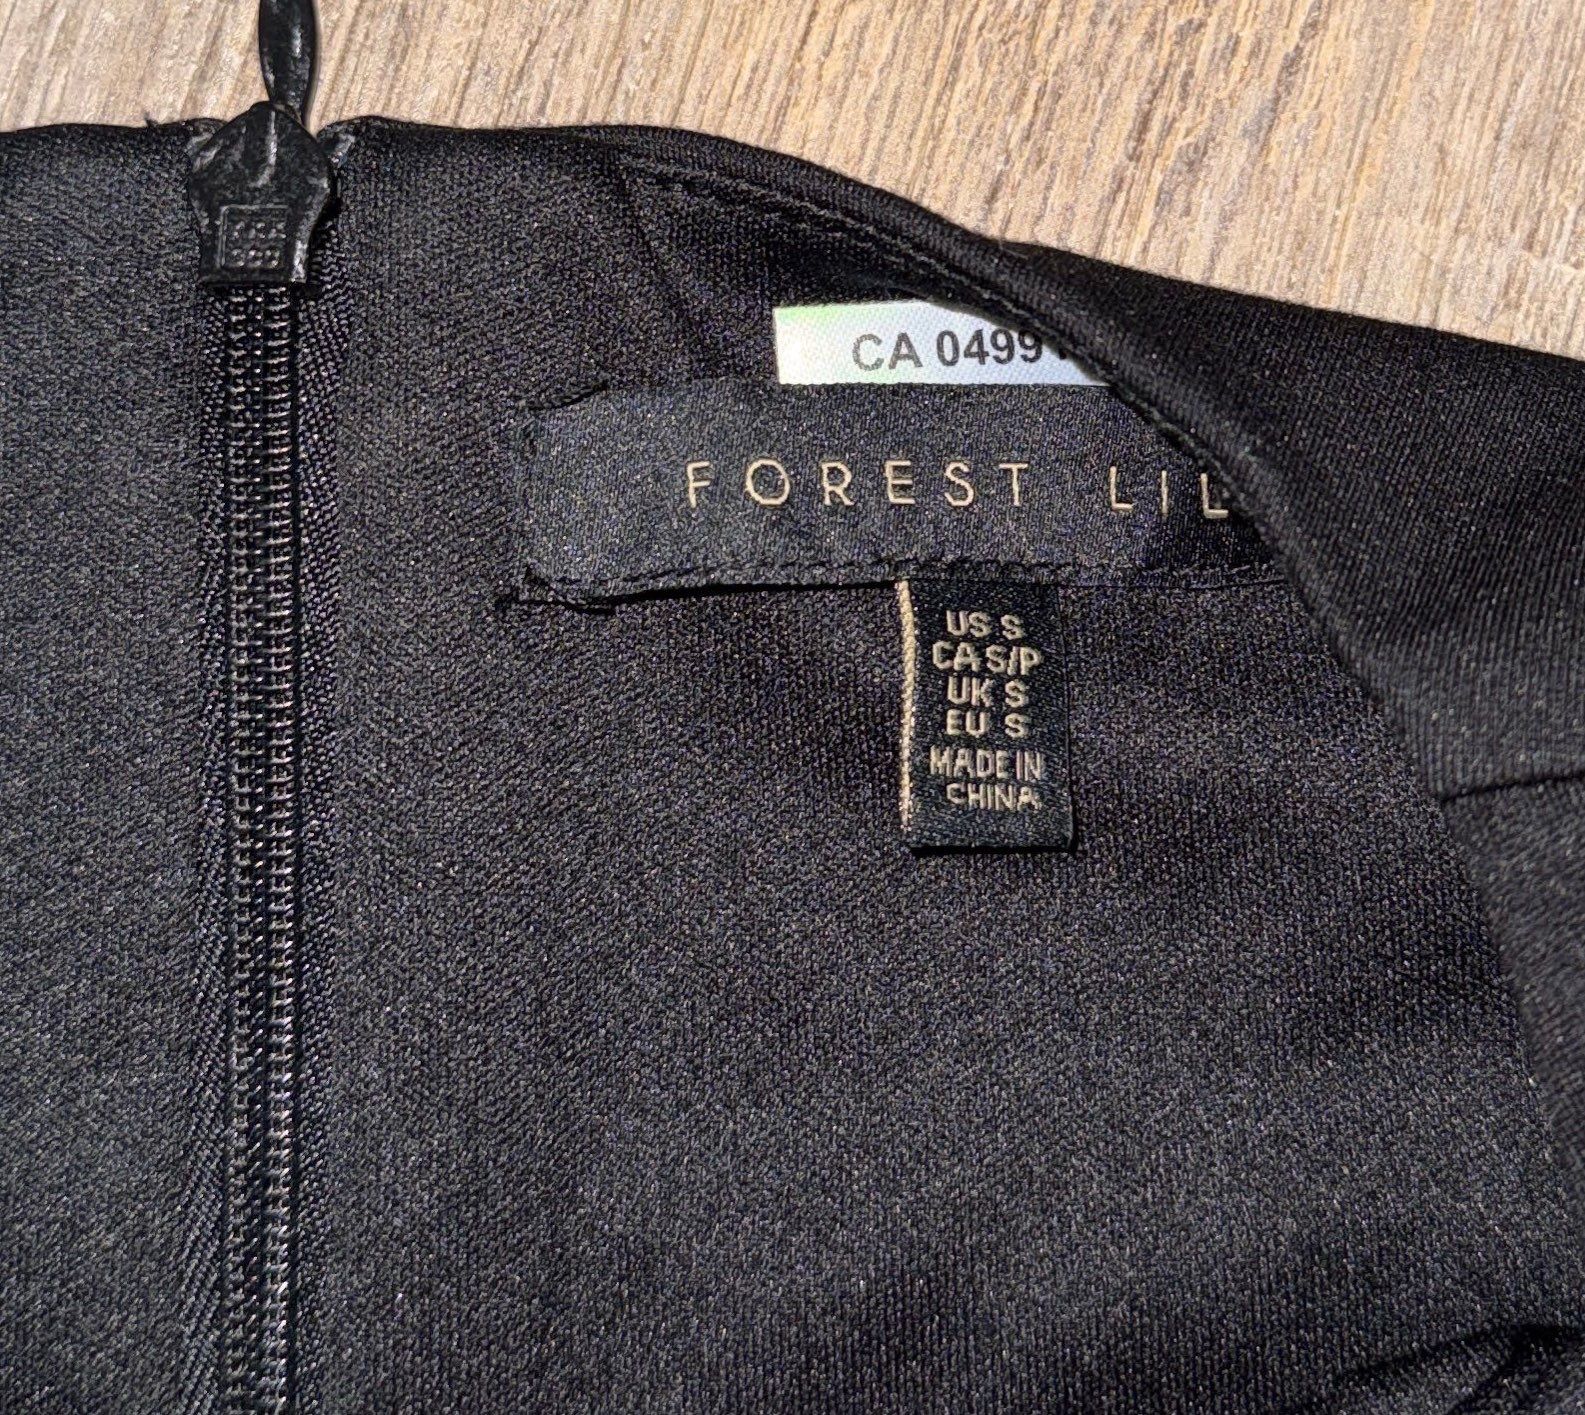 CA 0499
FOREST LIL
US S
CA S/P
UK S
EU S
MADE IN
CHINA